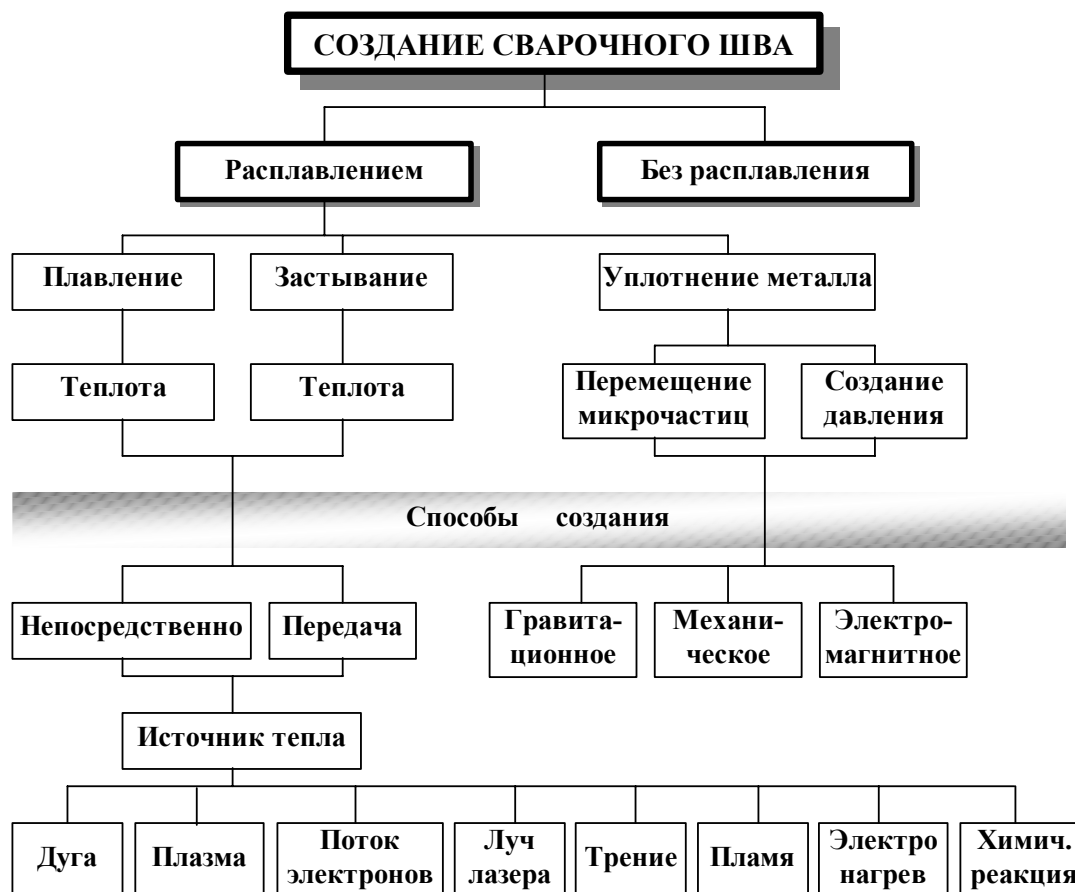 СОЗДАНИЕ СВАРОЧНОГО ШВА
Расплавлением
Без расплавления
Плавление
Застывание
Уплотнение металла
Теплота
Теплота
Перемещение
микрочастиц
Создание
давления
Способы создания
Непосредственно
Передача
Гравита-
ционное
Механи-
ческое
Электро-
магнитное
Источник тепла
Дуга
Плазма
Поток
электронов
Луч
лазера
Трение
Пламя
Электро
нагрев
Химич.
реакция